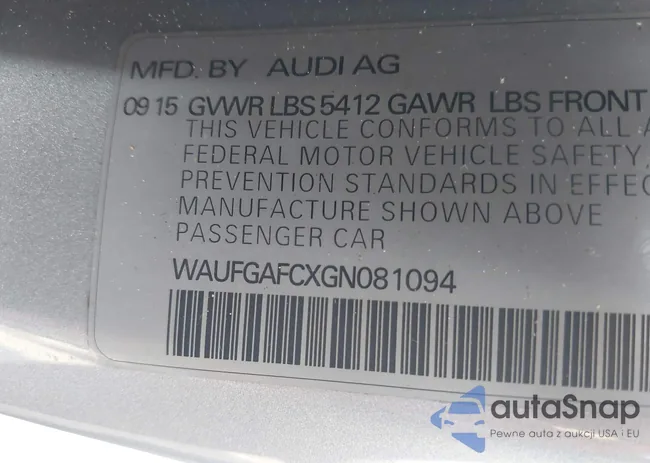 MFD. BY AUDI AG
09 15 GVWR LBS 5412 GAWR LBS FRONT
THIS VEHICLE CONFORMS TO ALL
FEDERAL MOTOR VEHICLE SAFETY,
PREVENTION STANDARDS IN EFFEC
MANUFACTURE SHOWN ABOVE
PASSENGER CAR
WAUFGAFCXGN081094
autaSnap
Pewne auta z aukcji USA i EU